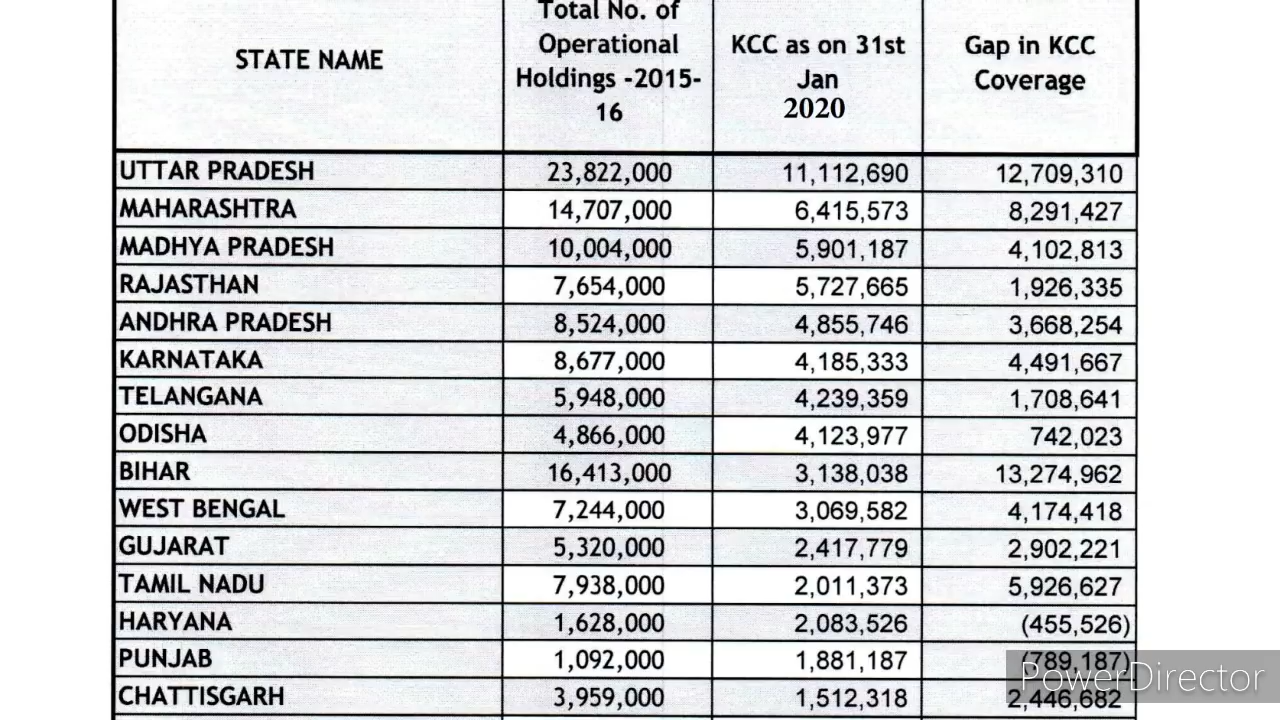 STATE NAME Total No. of Operational Holdings -2015-16 KCC as on 31st Jan 2020 Gap in KCC Coverage
UTTAR PRADESH 23,822,000 11,112,690 12,709,310
MAHARASHTRA 14,707,000 6,415,573 8,291,427
MADHYA PRADESH 10,004,000 5,901,187 4,102,813
RAJASTHAN 7,654,000 5,727,665 1,926,335
ANDHRA PRADESH 8,524,000 4,855,746 3,668,254
KARNATAKA 8,677,000 4,185,333 4,491,667
TELANGANA 5,948,000 4,239,359 1,708,641
ODISHA 4,866,000 4,123,977 742,023
BIHAR 16,413,000 3,138,038 13,274,962
WEST BENGAL 7,244,000 3,069,582 4,174,418
GUJARAT 5,320,000 2,417,779 2,902,221
TAMIL NADU 7,938,000 2,011,373 5,926,627
HARYANA 1,628,000 2,083,526 (455,526)
PUNJAB 1,092,000 1,881,187 (789,187)
CHATTISGARH 3,959,000 1,512,318 2,446,682
PowerDirector